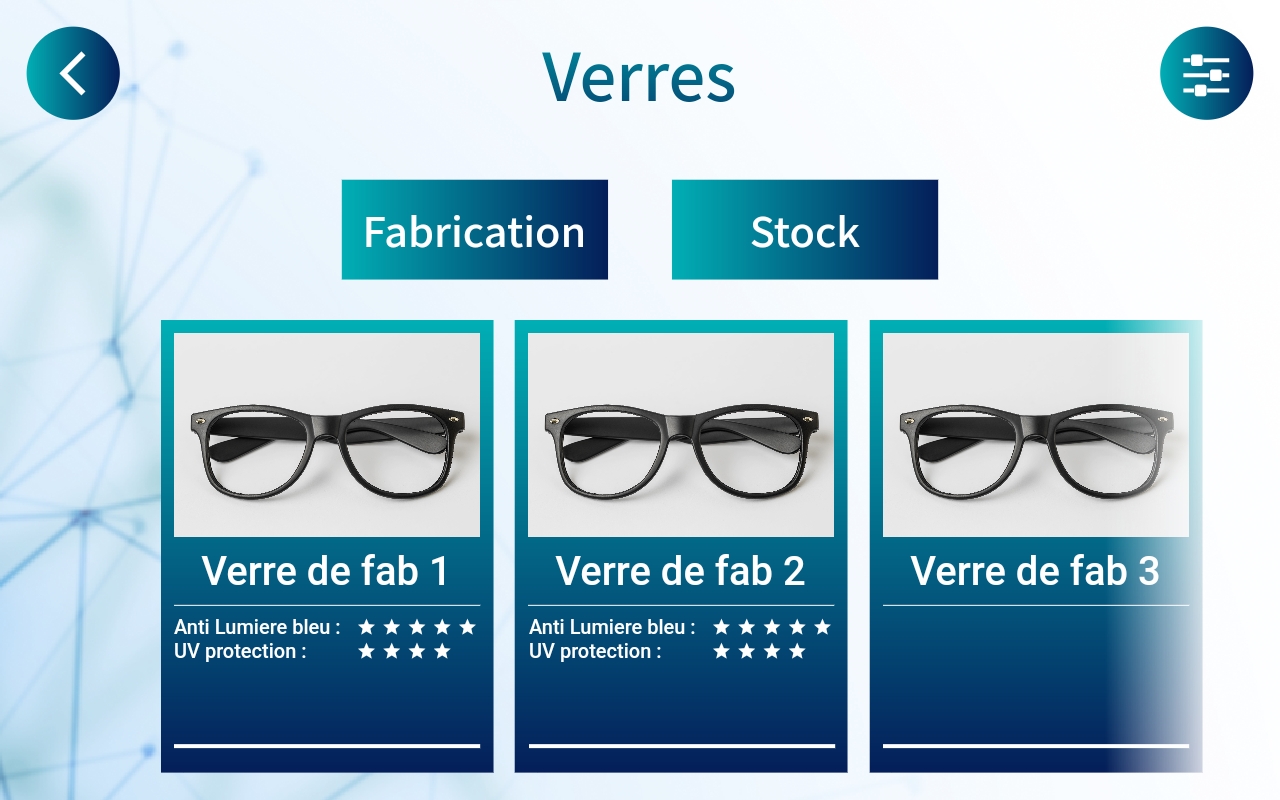 Verres
Fabrication
Stock
Verre de fab 1
Anti Lumiere bleu : ★ ★ ★ ★ ★
UV protection : ★ ★ ★ ★
Verre de fab 2
Anti Lumiere bleu : ★ ★ ★ ★ ★
UV protection : ★ ★ ★ ★
Verre de fab 3